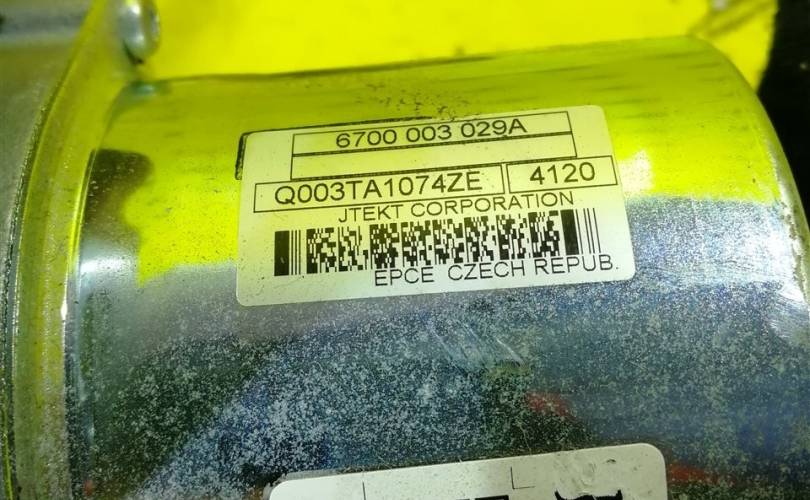 6700 003 029A
Q003TA1074ZE 4120
JTEKT CORPORATION
EPCE CZECH REPUB.